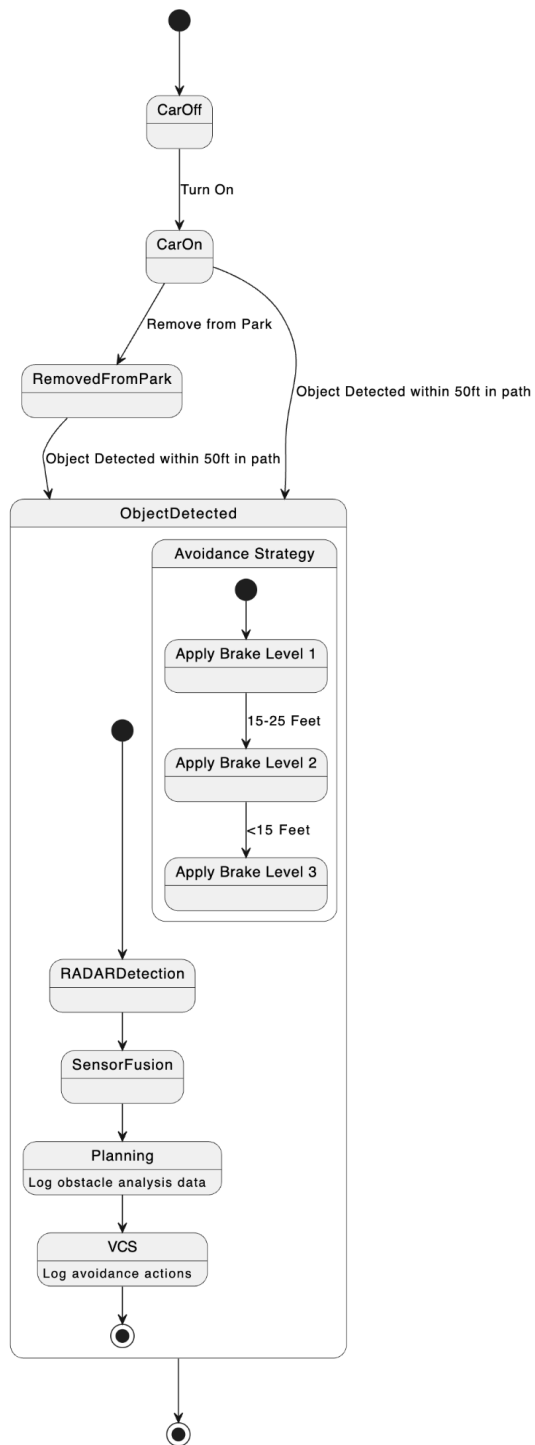 CarOff
Turn On
CarOn
Remove from Park
RemovedFromPark
Object Detected within 50ft in path
Object Detected within 50ft in path
ObjectDetected
Avoidance Strategy
Apply Brake Level 1
15-25 Feet
Apply Brake Level 2
<15 Feet
Apply Brake Level 3
RADARDetection
SensorFusion
Planning
Log obstacle analysis data
VCS
Log avoidance actions